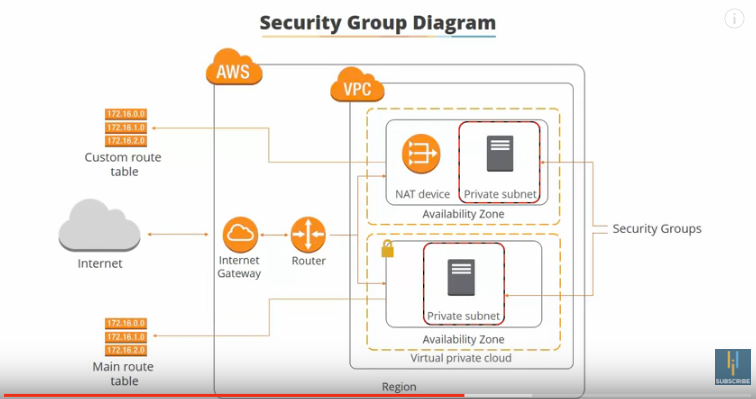 Security Group Diagram
AWS
VPC
172.16.0.0
172.16.1.0
172.16.2.0
Custom route
table
NAT device
Private subnet
Availability Zone
Security Groups
Internet
Internet
Gateway
Router
Private subnet
Availability Zone
Virtual private cloud
172.16.0.0
172.16.1.0
172.16.2.0
Main route
table
Region
SUBSCRIBE